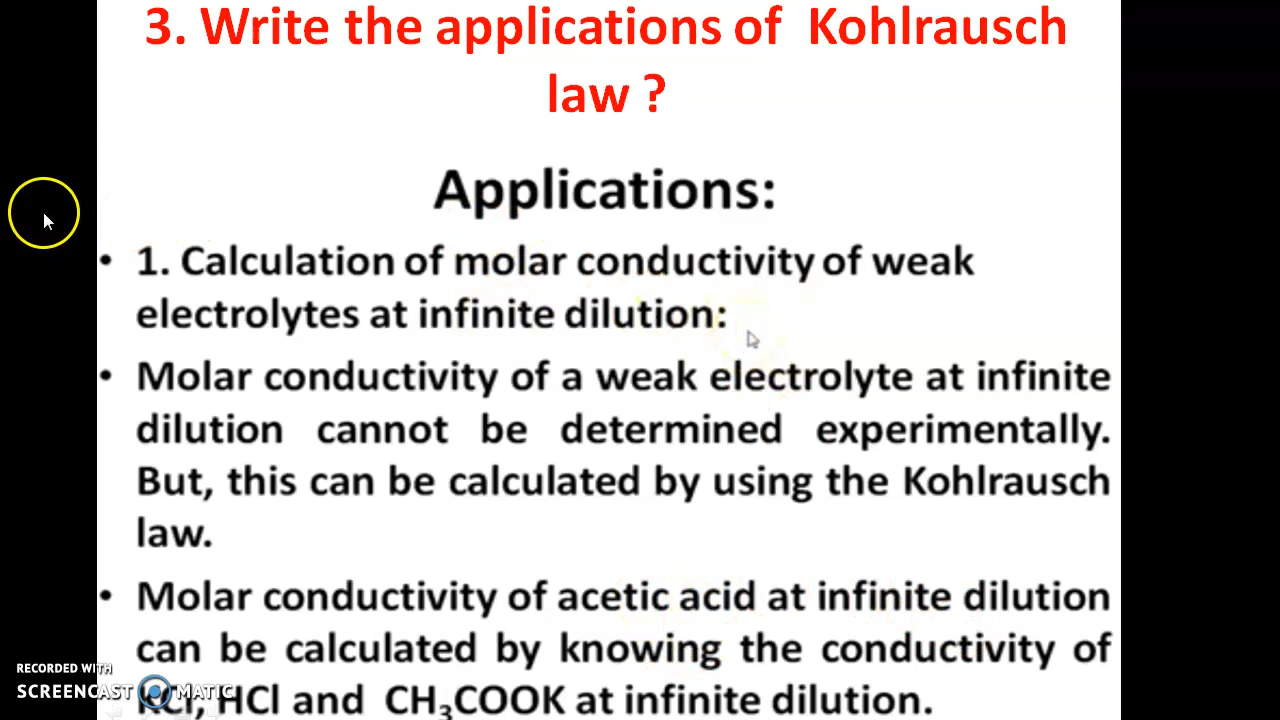 3. Write the applications of Kohlrausch
law ?
Applications:
• 1. Calculation of molar conductivity of weak
electrolytes at infinite dilution:
• Molar conductivity of a weak electrolyte at infinite
dilution cannot be determined experimentally.
But, this can be calculated by using the Kohlrausch
law.
• Molar conductivity of acetic acid at infinite dilution
can be calculated by knowing the conductivity of
KCl, HCl and CH₃COOK at infinite dilution.
RECORDED WITH
SCREENCAST MATIC